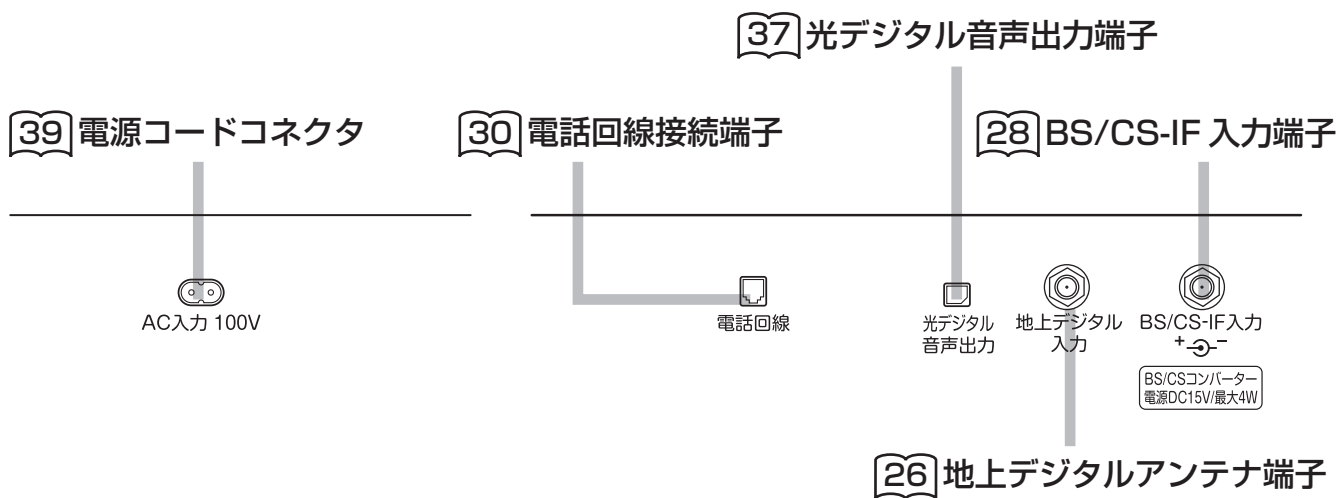 37 光デジタル音声出力端子
39 電源コードコネクタ
30 電話回線接続端子
28 BS/CS-IF 入力端子
AC入力 100V
電話回線
光デジタル
音声出力
地上デジタル
入力
BS/CS-IF入力
+ -
BS/CSコンバーター
電源DC15V/最大4W
26 地上デジタルアンテナ端子